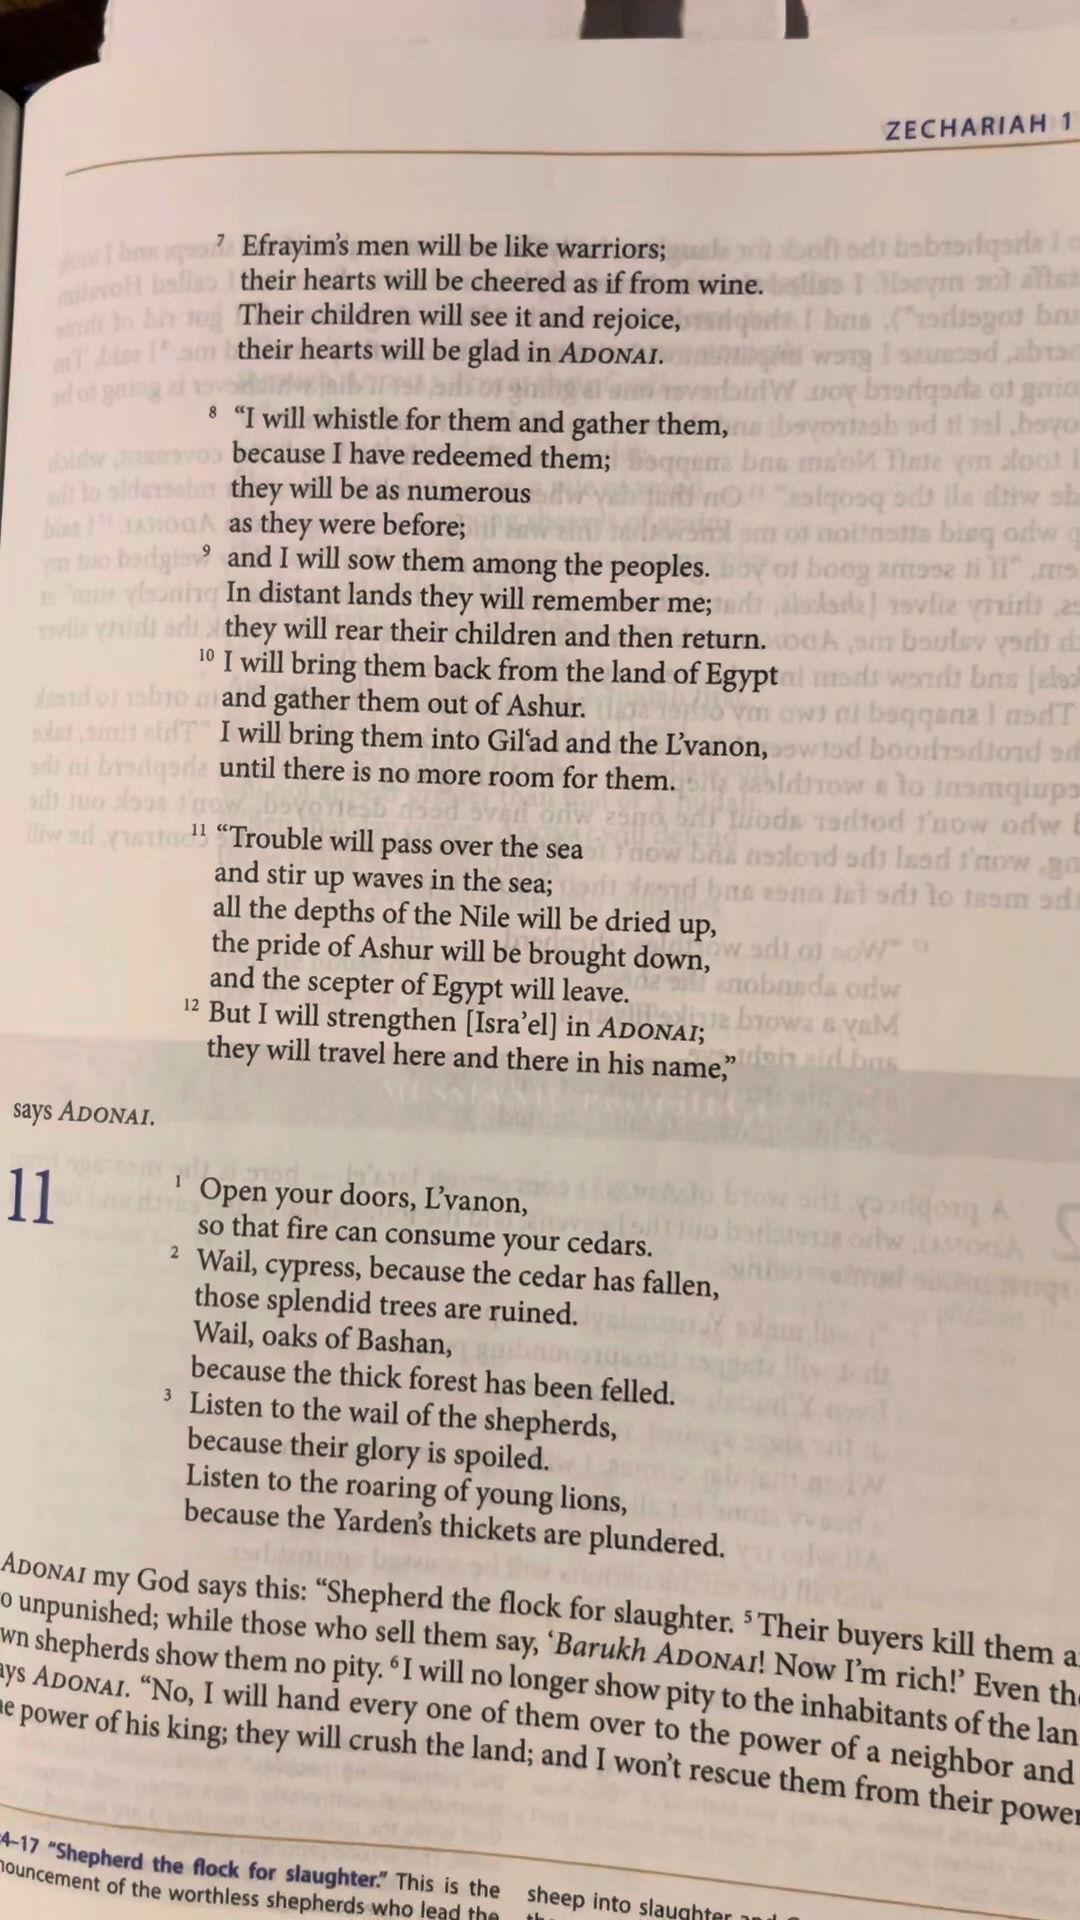 ZECHARIAH 1
7 Efrayim’s men will be like warriors;
their hearts will be cheered as if from wine.
Their children will see it and rejoice,
their hearts will be glad in ADONAI.
8 “I will whistle for them and gather them,
because I have redeemed them;
they will be as numerous
as they were before;
9 and I will sow them among the peoples.
In distant lands they will remember me;
they will rear their children and then return.
10 I will bring them back from the land of Egypt
and gather them out of Ashur.
I will bring them into Gil‘ad and the L’vanon,
until there is no more room for them.
11 “Trouble will pass over the sea
and stir up waves in the sea;
all the depths of the Nile will be dried up,
the pride of Ashur will be brought down,
and the scepter of Egypt will leave.
12 But I will strengthen [Isra’el] in ADONAI;
they will travel here and there in his name,”
says ADONAI.
11
1 Open your doors, L’vanon,
so that fire can consume your cedars.
2 Wail, cypress, because the cedar has fallen,
those splendid trees are ruined.
Wail, oaks of Bashan,
because the thick forest has been felled.
3 Listen to the wail of the shepherds,
because their glory is spoiled.
Listen to the roaring of young lions,
because the Yarden’s thickets are plundered.
ADONAI my God says this: “Shepherd the flock for slaughter. 5 Their buyers kill them a
o unpunished; while those who sell them say, ‘Barukh ADONAI! Now I’m rich!’ Even the
wn shepherds show them no pity. 6 I will no longer show pity to the inhabitants of the lan
ays ADONAI. “No, I will hand every one of them over to the power of a neighbor and
e power of his king; they will crush the land; and I won’t rescue them from their power
4–17 “Shepherd the flock for slaughter.” This is the
nouncement of the worthless shepherds who lead the
sheep into slaughter